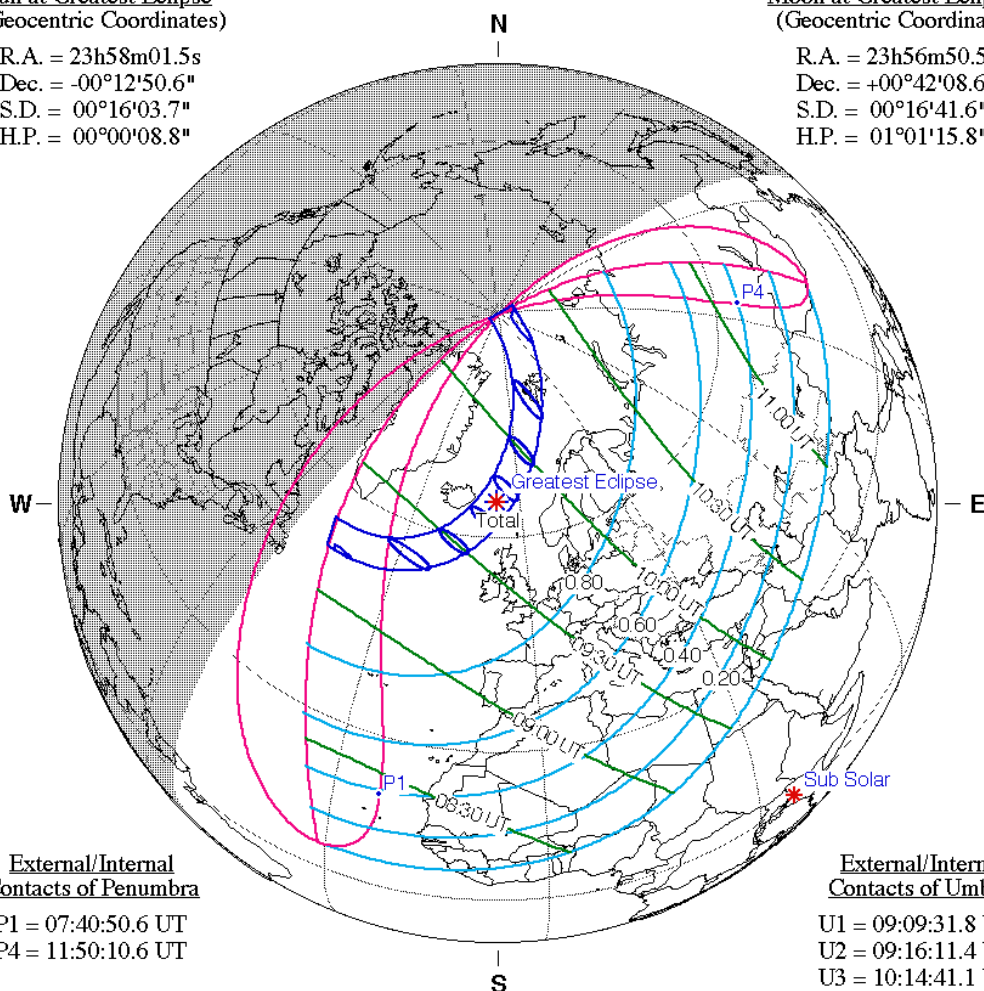 (Geocentric Coordinates)
R.A. = 23h58m01.5s
Dec. = -00°12'50.6"
S.D. = 00°16'03.7"
H.P. = 00°00'08.8"
N
Moon at Greatest
(Geocentric
R.A. = 23h56m50.5
Dec. = +00°42'08.6
S.D. = 00°16'41.6"
H.P. = 01°01'15.8"
P4
11:00 UT
W
E
Greatest Eclipse
Total
10:30 UT
10:00 UT
0.80
0.60
09:30 UT
0.40
0.20
09:00 UT
P1
Sub Solar
08:30 UT
External/Internal
Contacts of Penumbra
P1 = 07:40:50.6 UT
P4 = 11:50:10.6 UT
Contacts of
U1 = 09:09:31.8
U2 = 09:16:11.4
U3 = 10:14:41.1
S